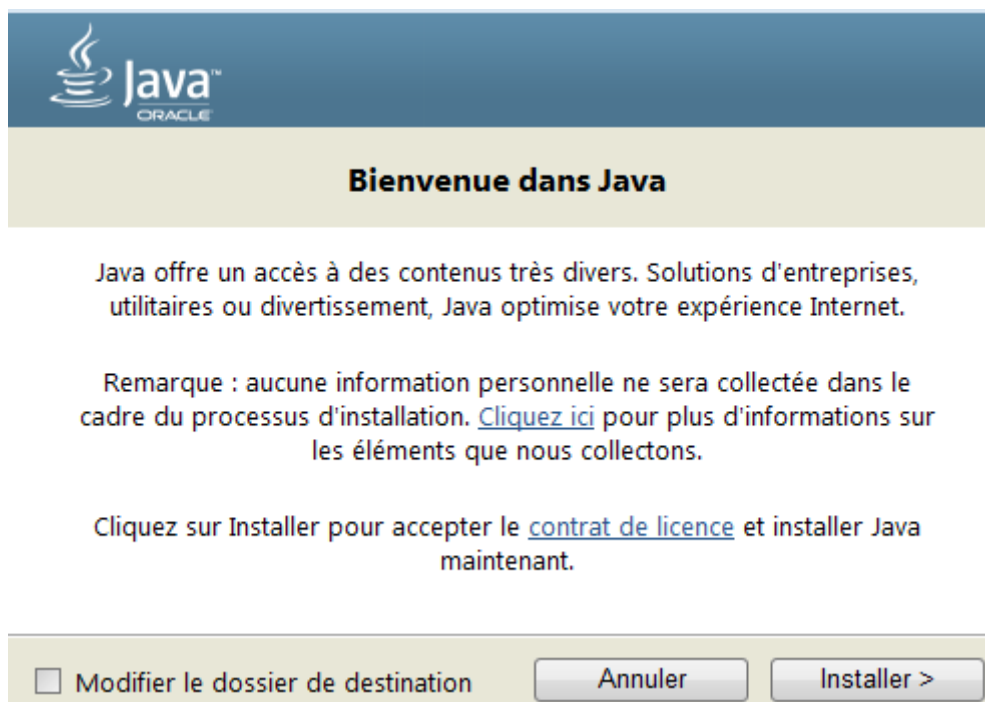 Java™
ORACLE
Bienvenue dans Java
Java offre un accès à des contenus très divers. Solutions d'entreprises,
utilitaires ou divertissement, Java optimise votre expérience Internet.
Remarque : aucune information personnelle ne sera collectée dans le
cadre du processus d'installation. Cliquez ici pour plus d'informations sur
les éléments que nous collectons.
Cliquez sur Installer pour accepter le contrat de licence et installer Java
maintenant.
Modifier le dossier de destination Annuler Installer >